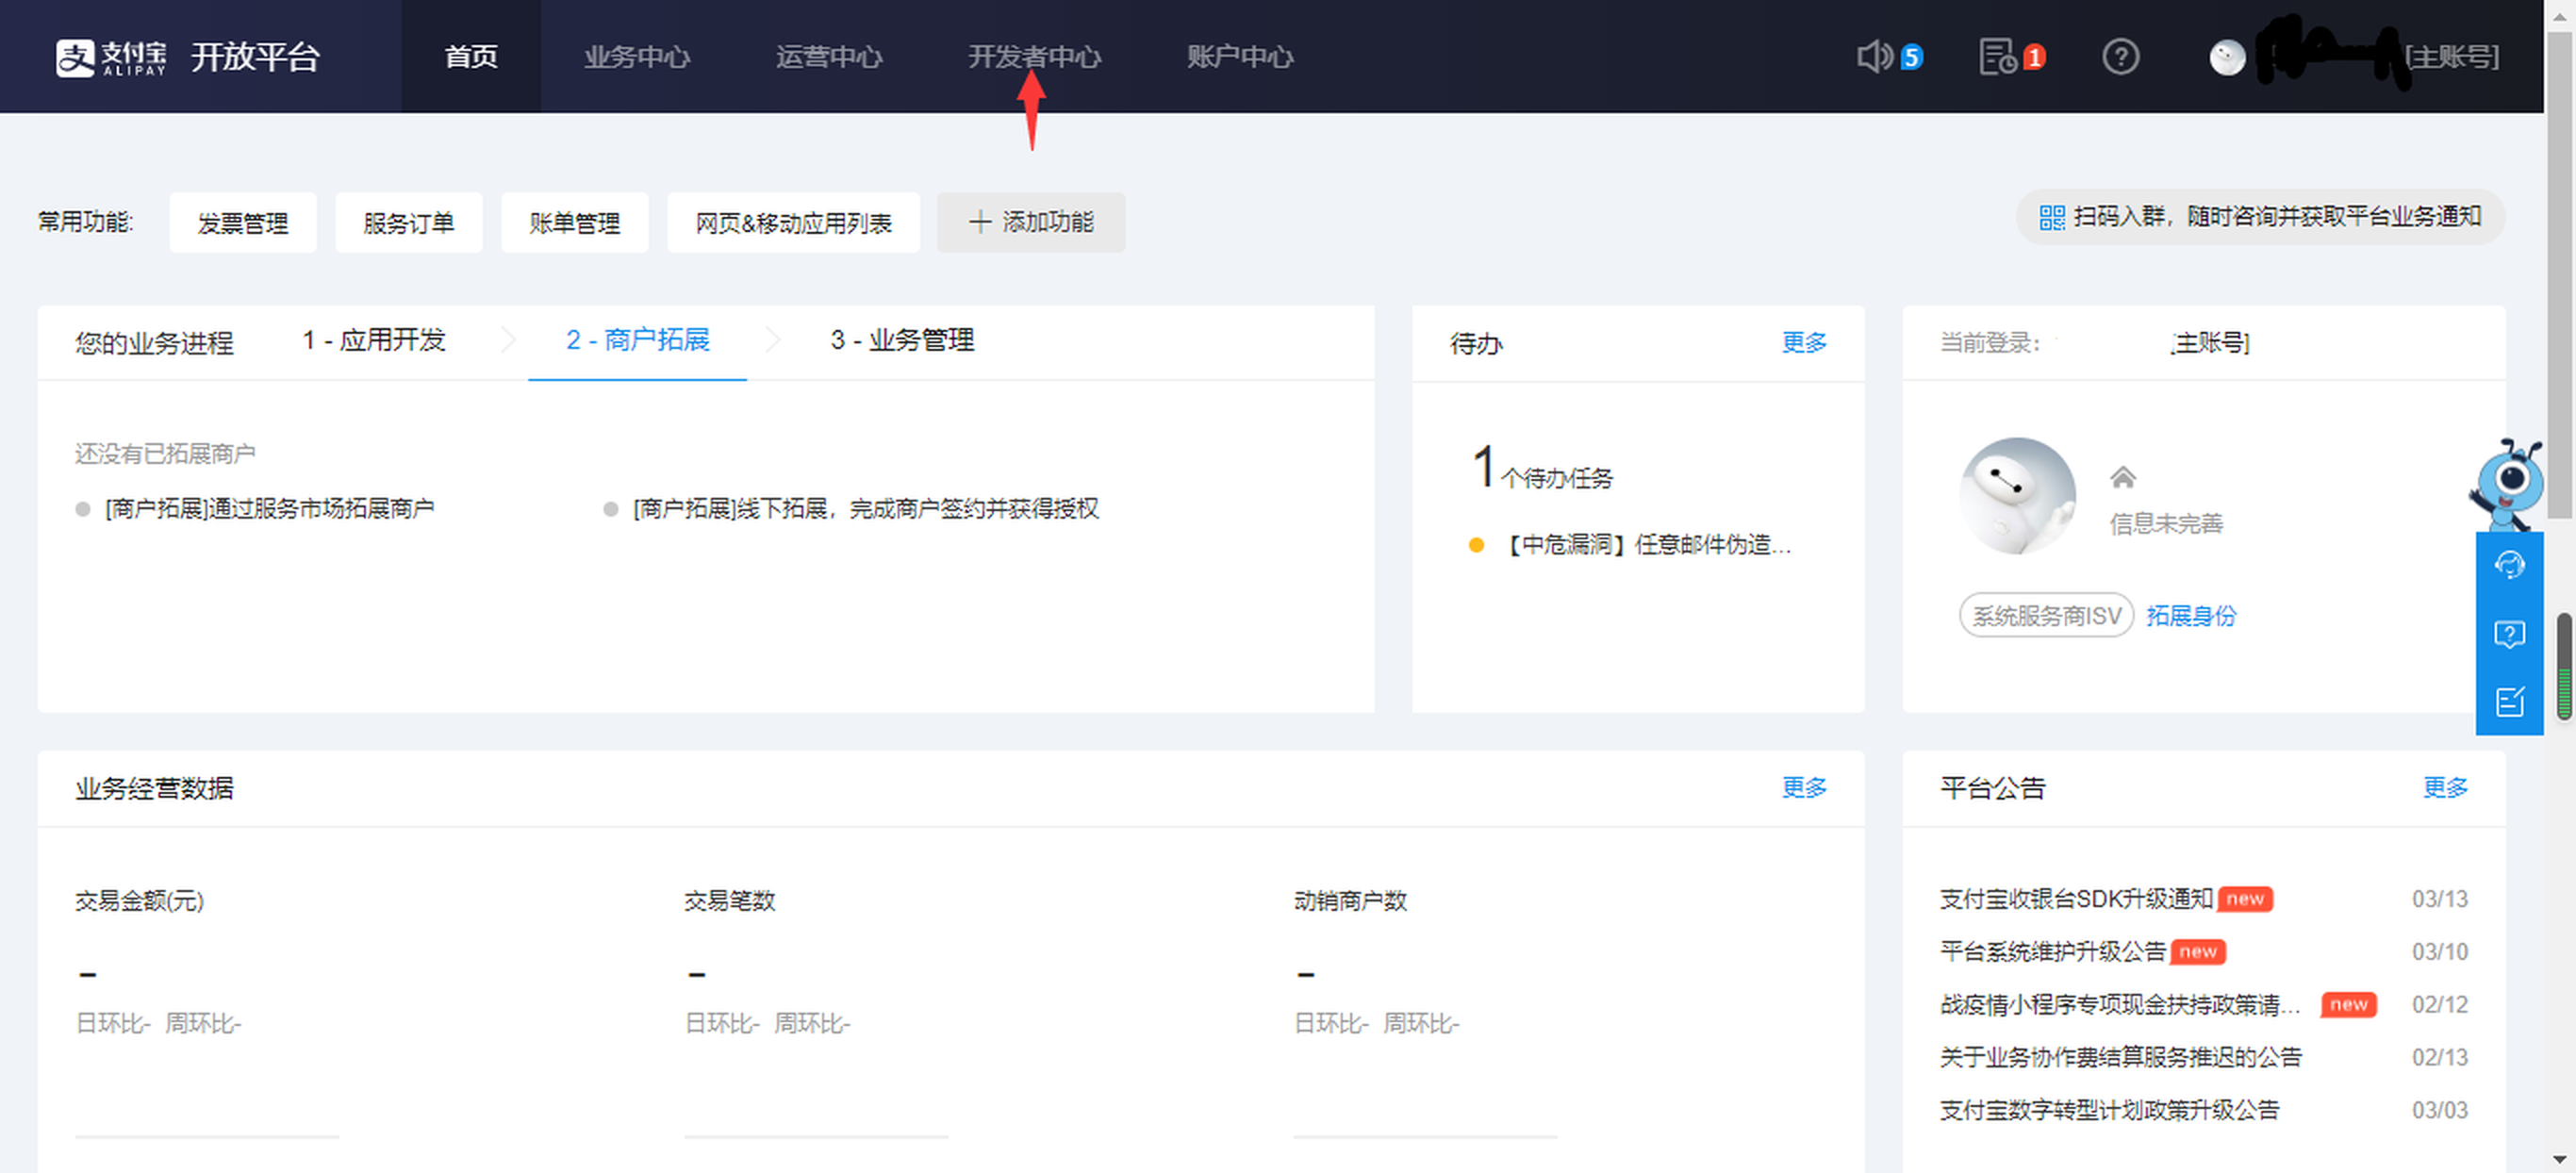 支付宝 ALIPAY 开放平台 首页 业务中心 运营中心 开发者中心 账户中心 5 1 [主账号]
常用功能: 发票管理 服务订单 账单管理 网页&移动应用列表 + 添加功能 扫码入群，随时咨询并获取平台业务通知
您的业务进程 1 - 应用开发 2 - 商户拓展 3 - 业务管理
还没有已拓展商户
[商户拓展]通过服务市场拓展商户 [商户拓展]线下拓展，完成商户签约并获得授权
待办 更多
1个待办任务
【中危漏洞】任意邮件伪造...
当前登录: 主账号]
信息未完善
系统服务商ISV 拓展身份
业务经营数据 更多
交易金额(元) 交易笔数 动销商户数
- - -
日环比- 周环比- 日环比- 周环比- 日环比- 周环比-
平台公告 更多
支付宝收银台SDK升级通知 new 03/13
平台系统维护升级公告 new 03/10
战疫情小程序专项现金扶持政策请... new 02/12
关于业务协作费结算服务推迟的公告 02/13
支付宝数字转型计划政策升级公告 03/03